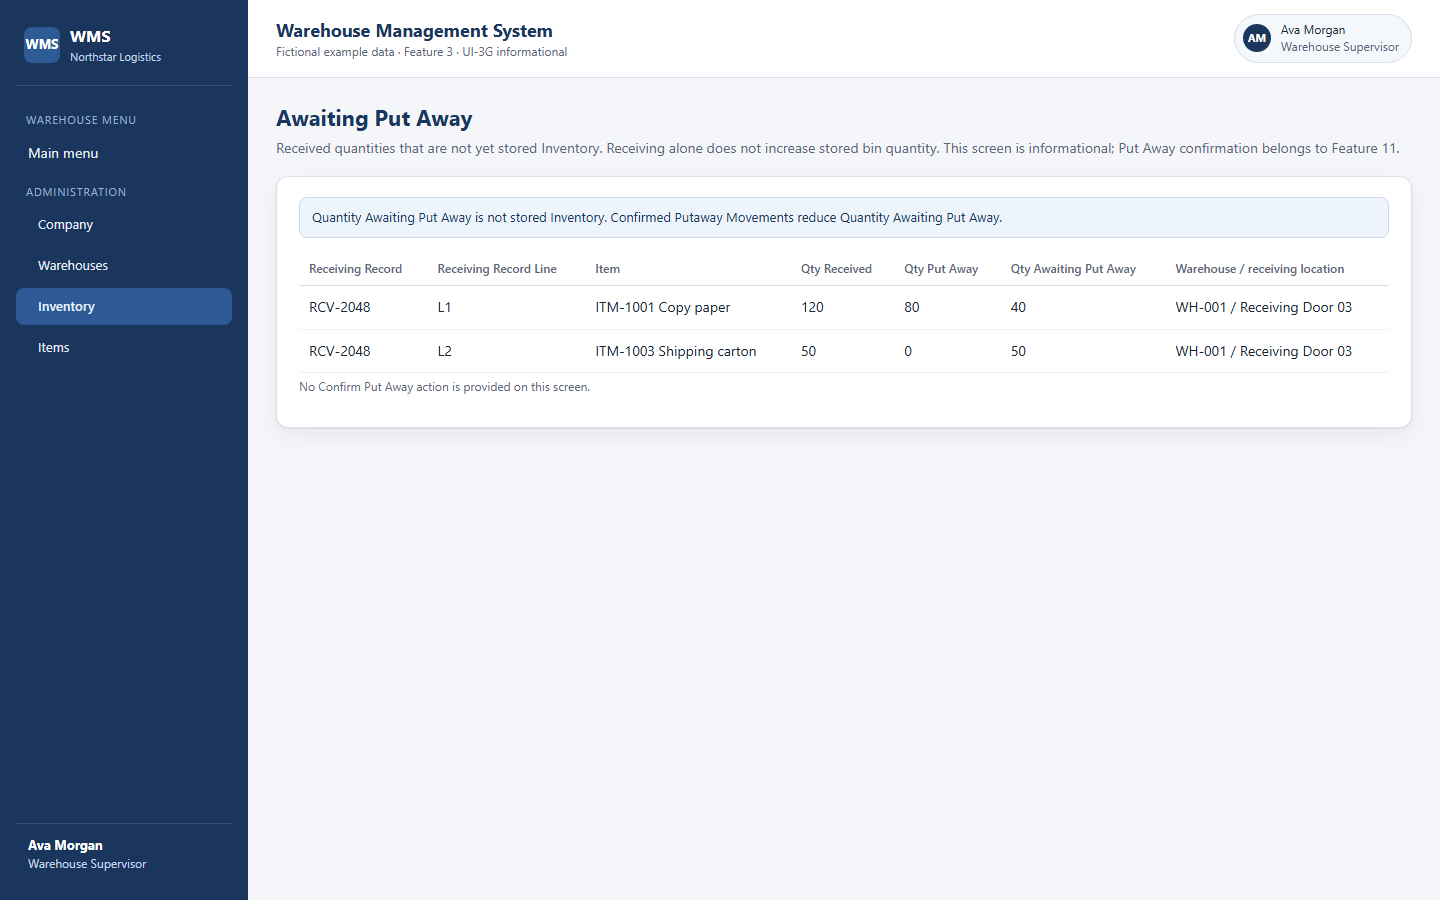 WMS
WMS
Northstar Logistics
WAREHOUSE MENU
Main menu
ADMINISTRATION
Company
Warehouses
Inventory
Items
Ava Morgan
Warehouse Supervisor
Warehouse Management System
Fictional example data · Feature 3 · UI-3G informational
AM
Ava Morgan
Warehouse Supervisor
Awaiting Put Away
Received quantities that are not yet stored Inventory. Receiving alone does not increase stored bin quantity. This screen is informational; Put Away confirmation belongs to Feature 11.
Quantity Awaiting Put Away is not stored Inventory. Confirmed Putaway Movements reduce Quantity Awaiting Put Away.
Receiving Record Receiving Record Line Item Qty Received Qty Put Away Qty Awaiting Put Away Warehouse / receiving location
RCV-2048 L1 ITM-1001 Copy paper 120 80 40 WH-001 / Receiving Door 03
RCV-2048 L2 ITM-1003 Shipping carton 50 0 50 WH-001 / Receiving Door 03
No Confirm Put Away action is provided on this screen.